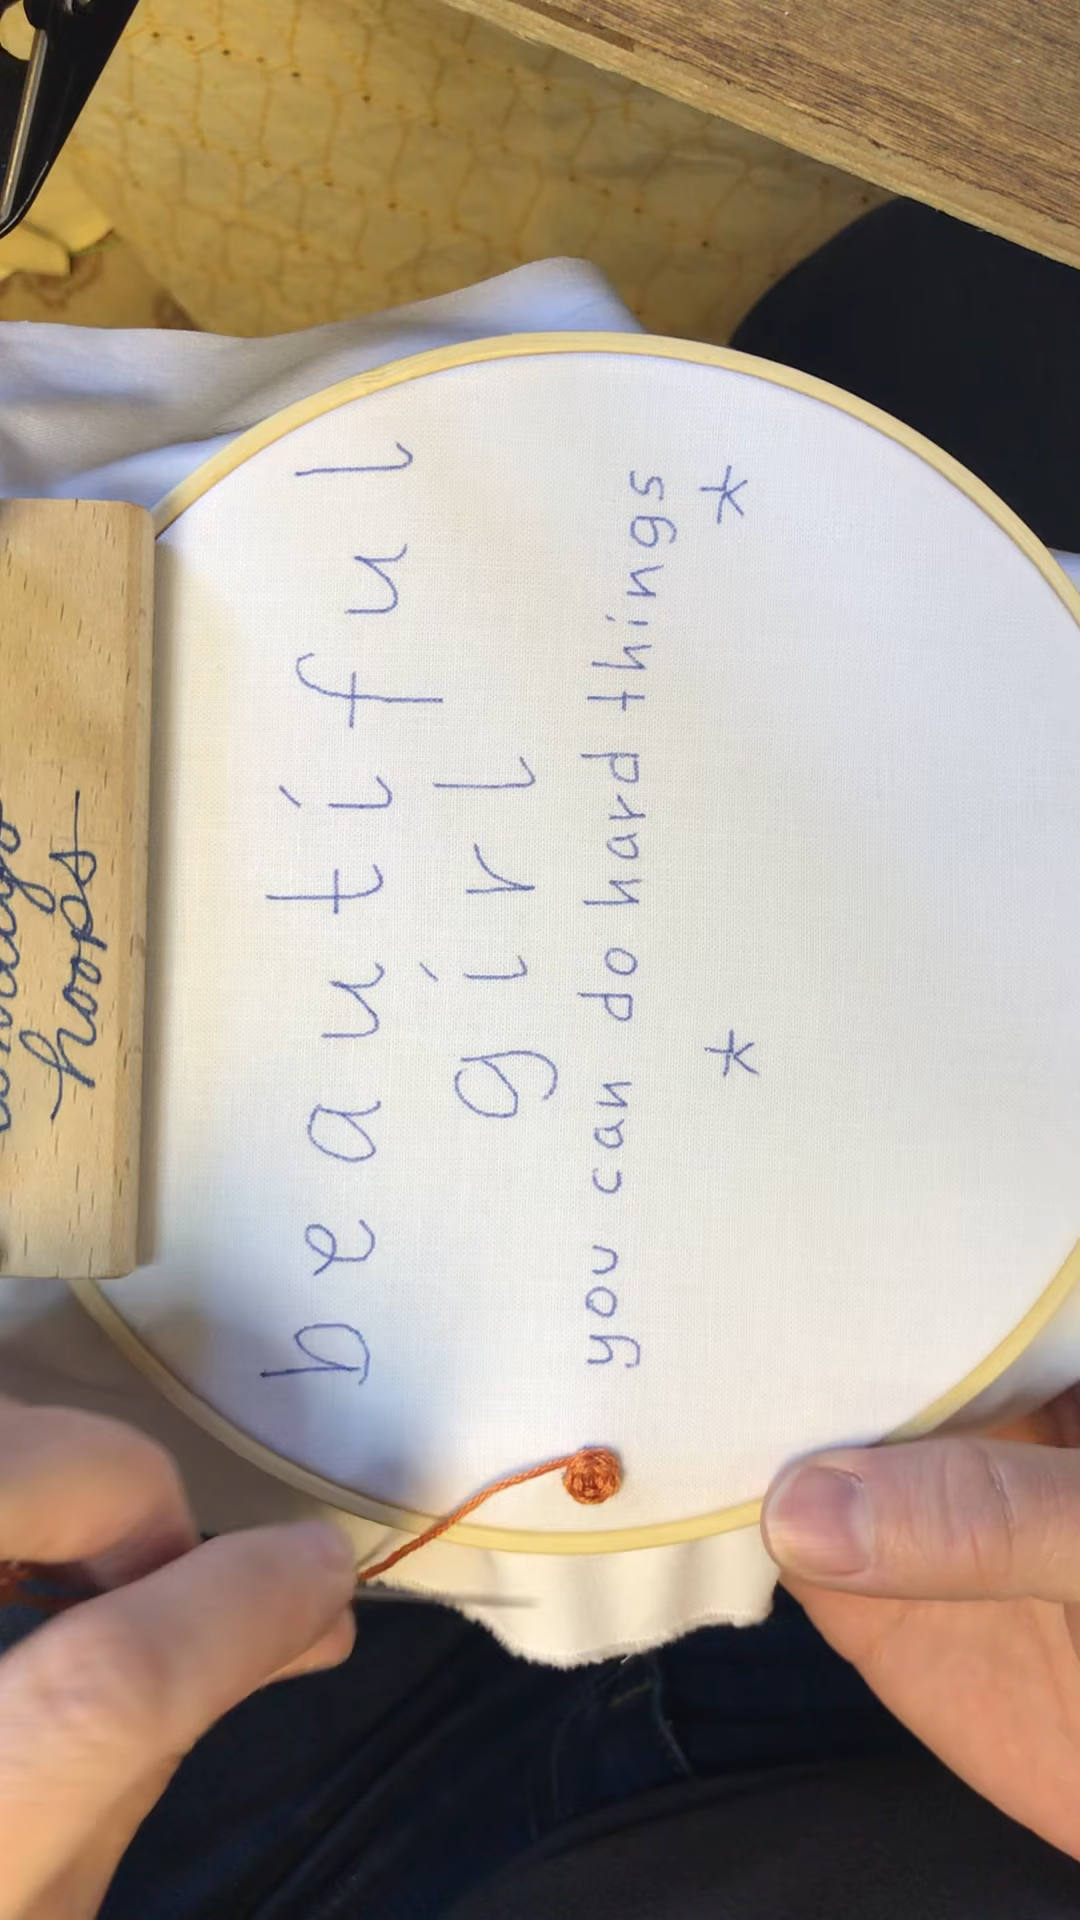 hoops
beautiful
girl
you can do hard things
* *